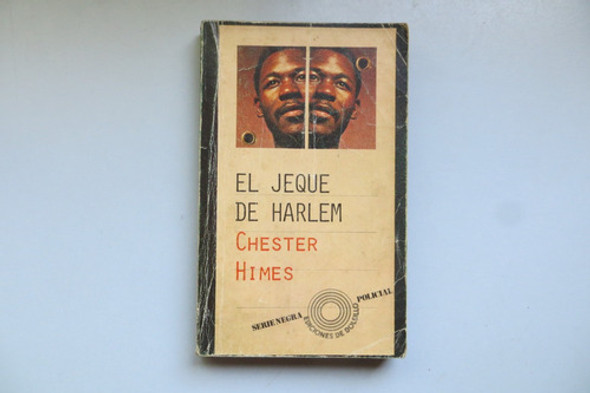 EL JEQUE
DE HARLEM
CHESTER
HIMES
SERIE NEGRA
POLICIAL
EDICIONES DE BOLSILLO